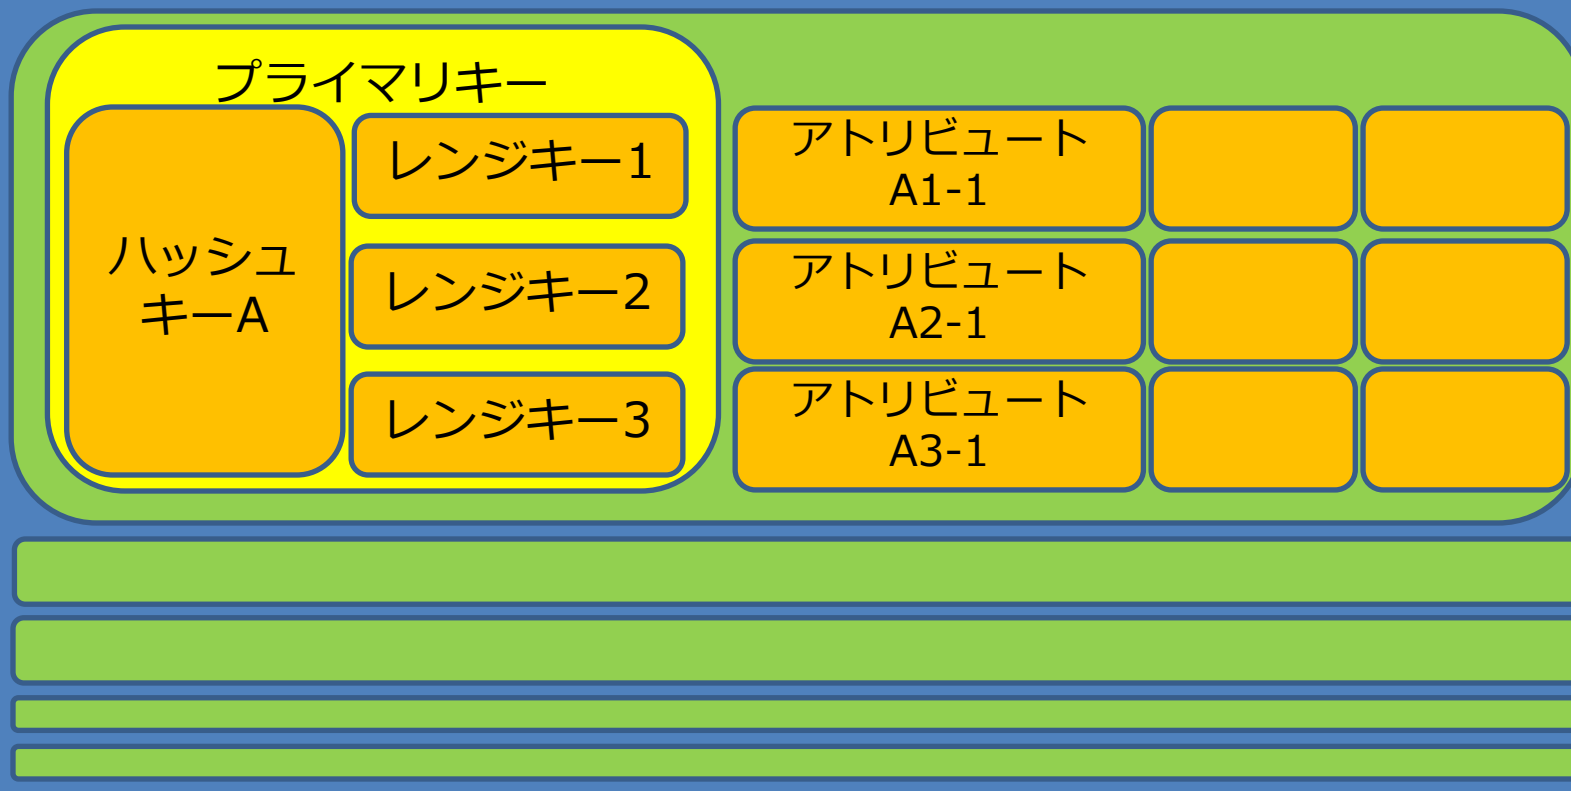 プライマリキー
ハッシュ
キーA
レンジキー1
レンジキー2
レンジキー3
アトリビュート
A1-1
アトリビュート
A2-1
アトリビュート
A3-1